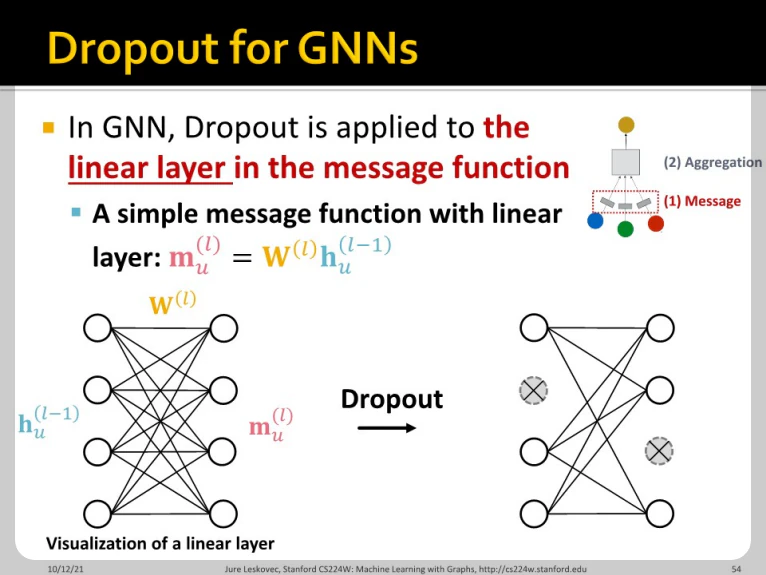 Dropout for GNNs
In GNN, Dropout is applied to the
linear layer in the message function
A simple message function with linear
layer: m_u^(l) = W^(l) h_u^(l−1)
(2) Aggregation
(1) Message
W^(l)
h_u^(l−1)
m_u^(l)
Dropout
Visualization of a linear layer
10/12/21
Jure Leskovec, Stanford CS224W: Machine Learning with Graphs, http://cs224w.stanford.edu
54